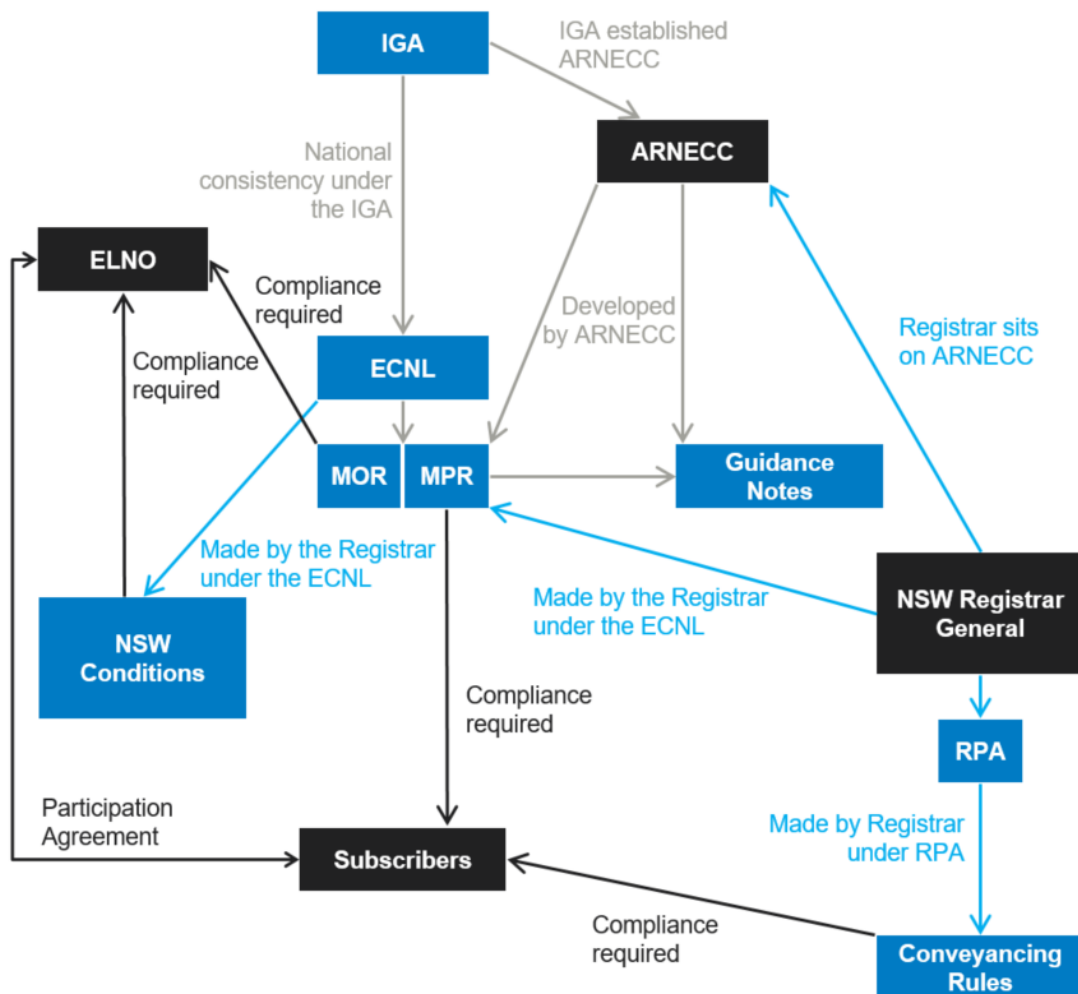 IGA
IGA established
ARNECC
ARNECC
National
consistency under
the IGA
ELNO
Compliance
required
Developed
by ARNECC
Registrar sits
on ARNECC
Compliance
required
ECNL
MOR
MPR
Guidance
Notes
Made by the Registrar
under the ECNL
Made by the Registrar
under the ECNL
NSW Registrar
General
NSW
Conditions
Compliance
required
RPA
Participation
Agreement
Made by Registrar
under RPA
Subscribers
Compliance
required
Conveyancing
Rules